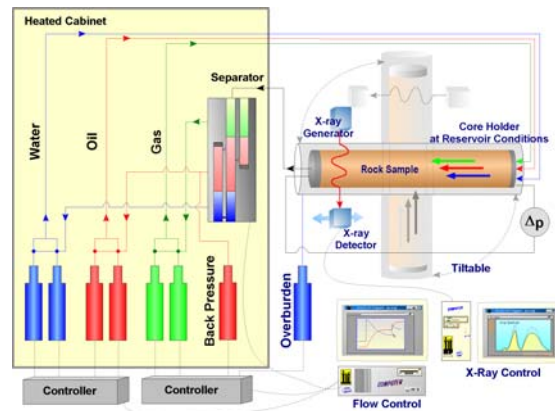 Heated Cabinet
Separator
Water
Oil
Gas
X-ray
Generator
Core Holder
at Reservoir Conditions
Rock Sample
X-ray
Detector
Δp
Tiltable
Back Pressure
Overburden
Controller
Controller
COMPUTER
Flow Control
X-Ray Control